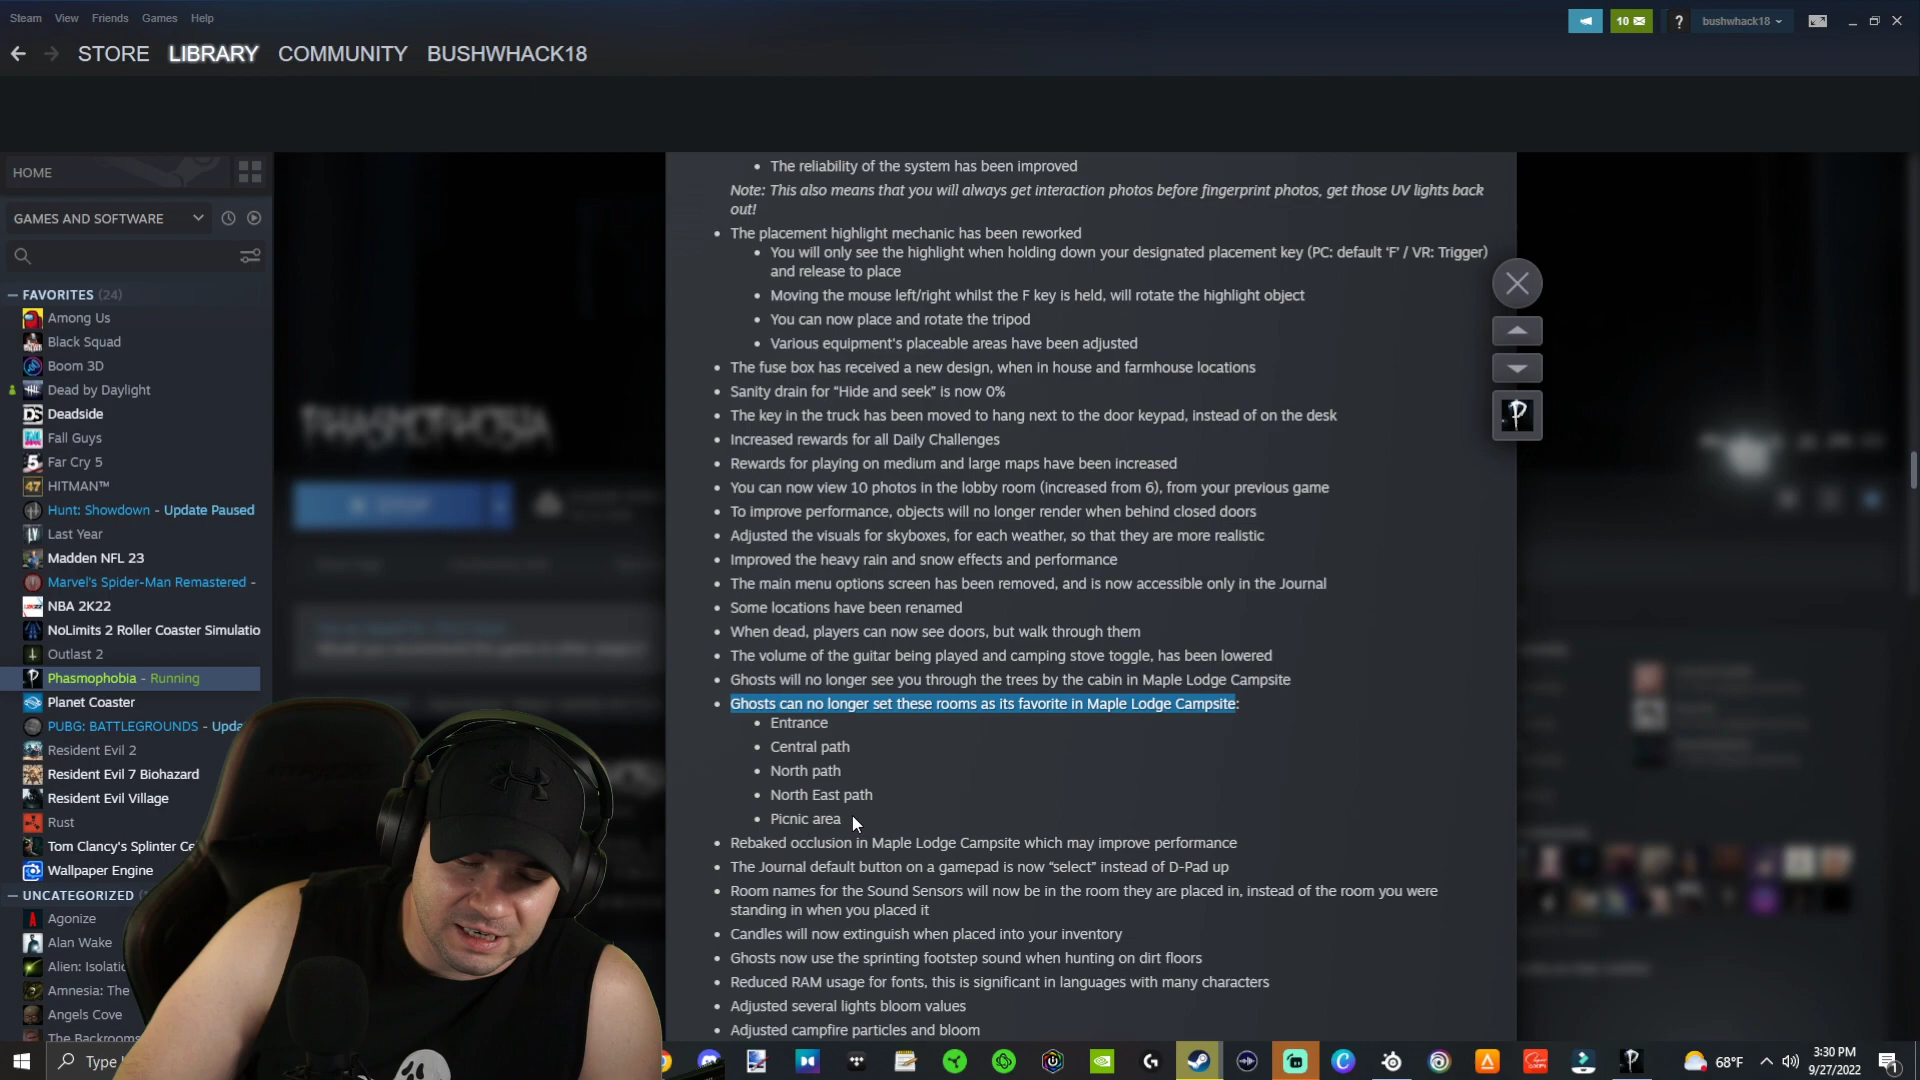 Steam View Friends Games Help
10
?
bushwhack18
STORE LIBRARY COMMUNITY BUSHWHACK18
HOME
GAMES AND SOFTWARE
— FAVORITES (24)
Among Us
Black Squad
Boom 3D
Dead by Daylight
Deadside
Fall Guys
Far Cry 5
HITMAN™
Hunt: Showdown - Update Paused
Last Year
Madden NFL 23
Marvel's Spider-Man Remastered -
NBA 2K22
NoLimits 2 Roller Coaster Simulatio
Outlast 2
Phasmophobia - Running
Planet Coaster
PUBG: BATTLEGROUNDS - Upda
Resident Evil 2
Resident Evil 7 Biohazard
Resident Evil Village
Rust
Tom Clancy's Splinter Ce
Wallpaper Engine
— UNCATEGORIZED
Agonize
Alan Wake
Alien: Isolatic
Amnesia: The
Angels Cove
The Backrooms
PHASMOPHOBIA
STOP
• The reliability of the system has been improved
Note: This also means that you will always get interaction photos before fingerprint photos, get those UV lights back
out!
• The placement highlight mechanic has been reworked
• You will only see the highlight when holding down your designated placement key (PC: default ‘F’ / VR: Trigger)
and release to place
• Moving the mouse left/right whilst the F key is held, will rotate the highlight object
• You can now place and rotate the tripod
• Various equipment's placeable areas have been adjusted
• The fuse box has received a new design, when in house and farmhouse locations
• Sanity drain for “Hide and seek” is now 0%
• The key in the truck has been moved to hang next to the door keypad, instead of on the desk
• Increased rewards for all Daily Challenges
• Rewards for playing on medium and large maps have been increased
• You can now view 10 photos in the lobby room (increased from 6), from your previous game
• To improve performance, objects will no longer render when behind closed doors
• Adjusted the visuals for skyboxes, for each weather, so that they are more realistic
• Improved the heavy rain and snow effects and performance
• The main menu options screen has been removed, and is now accessible only in the Journal
• Some locations have been renamed
• When dead, players can now see doors, but walk through them
• The volume of the guitar being played and camping stove toggle, has been lowered
• Ghosts will no longer see you through the trees by the cabin in Maple Lodge Campsite
• Ghosts can no longer set these rooms as its favorite in Maple Lodge Campsite:
• Entrance
• Central path
• North path
• North East path
• Picnic area
• Rebaked occlusion in Maple Lodge Campsite which may improve performance
• The Journal default button on a gamepad is now “select” instead of D-Pad up
• Room names for the Sound Sensors will now be in the room they are placed in, instead of the room you were
standing in when you placed it
• Candles will now extinguish when placed into your inventory
• Ghosts now use the sprinting footstep sound when hunting on dirt floors
• Reduced RAM usage for fonts, this is significant in languages with many characters
• Adjusted several lights bloom values
• Adjusted campfire particles and bloom
Type
68°F
3:30 PM
9/27/2022
1